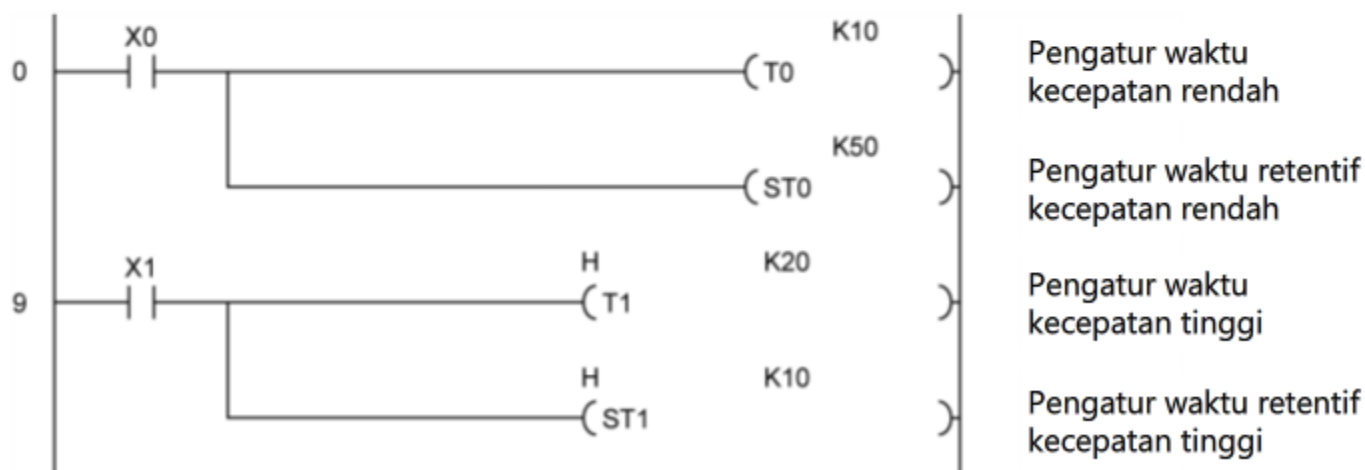 X0
K10
0
T0
Pengatur waktu
kecepatan rendah
K50
ST0
Pengatur waktu retentif
kecepatan rendah
X1
H
K20
9
T1
Pengatur waktu
kecepatan tinggi
H
K10
ST1
Pengatur waktu retentif
kecepatan tinggi